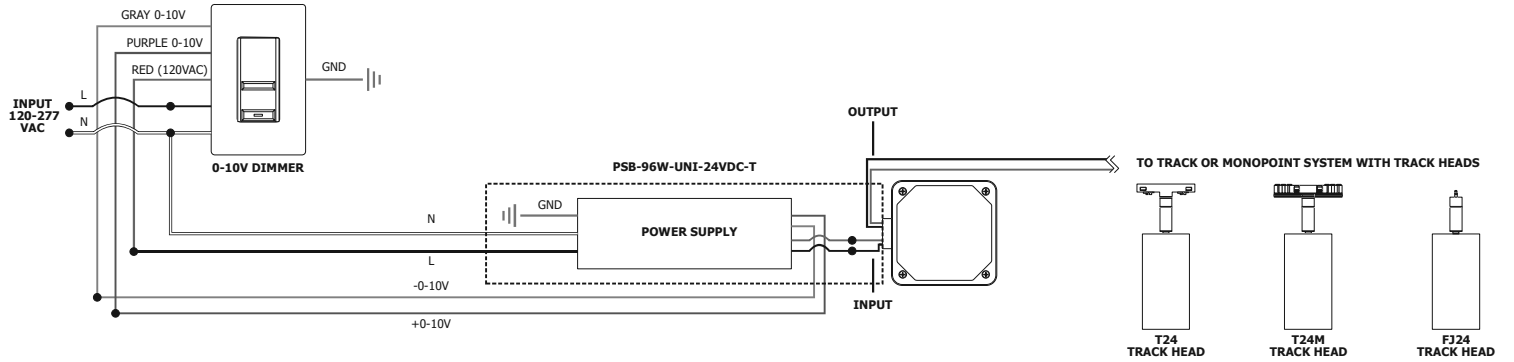 GRAY 0-10V
PURPLE 0-10V
RED (120VAC)
GND
INPUT
120-277
VAC
L
N
0-10V DIMMER
OUTPUT
PSB-96W-UNI-24VDC-T
TO TRACK OR MONOPOINT SYSTEM WITH TRACK HEADS
GND
N
POWER SUPPLY
L
-0-10V
INPUT
+0-10V
T24
TRACK HEAD
T24M
TRACK HEAD
FJ24
TRACK HEAD